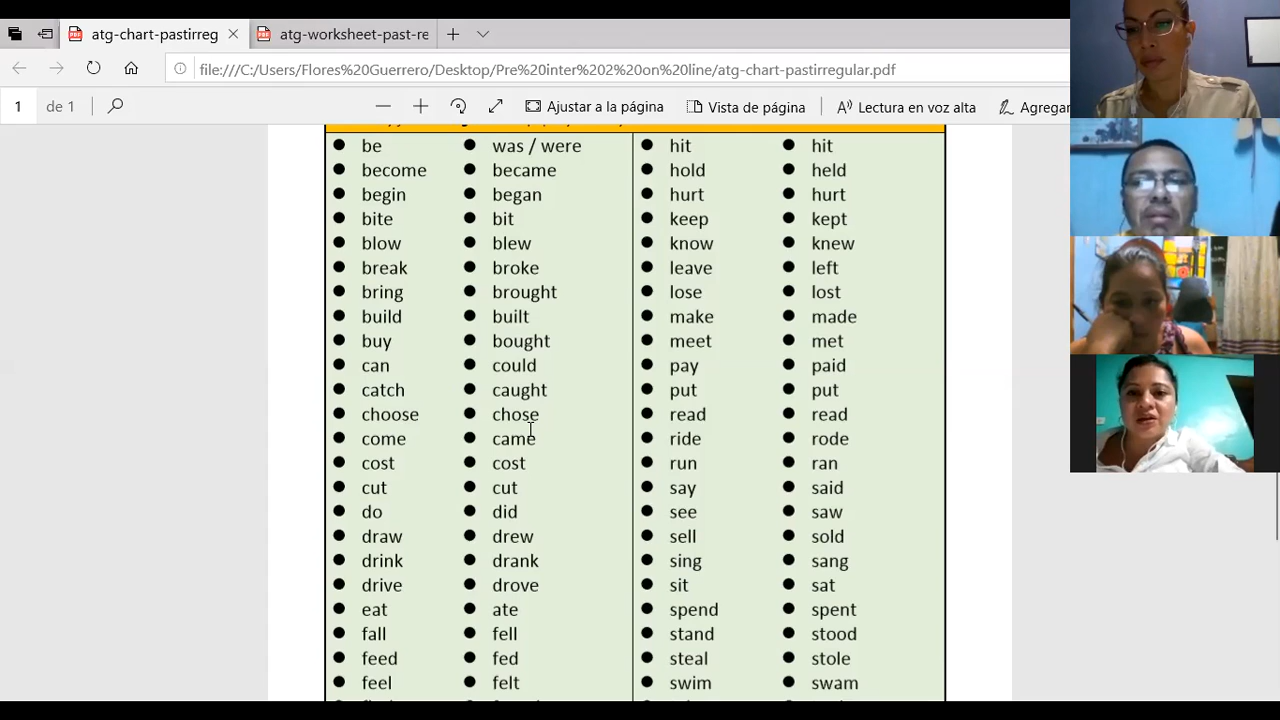 atg-chart-pastirreg
atg-worksheet-past-re
file:///C:/Users/Flores%20Guerrero/Desktop/Pre%20inter%202%20on%20line/atg-chart-pastirregular.pdf
1 de 1 Ajustar a la página Vista de página Lectura en voz alta Agregar
be was / were hit hit
become became hold held
begin began hurt hurt
bite bit keep kept
blow blew know knew
break broke leave left
bring brought lose lost
build built make made
buy bought meet met
can could pay paid
catch caught put put
choose chose read read
come came ride rode
cost cost run ran
cut cut say said
do did see saw
draw drew sell sold
drink drank sing sang
drive drove sit sat
eat ate spend spent
fall fell stand stood
feed fed steal stole
feel felt swim swam